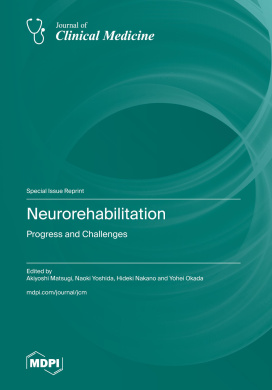 Journal of
Clinical Medicine
Special Issue Reprint
Neurorehabilitation
Progress and Challenges
Edited by
Akiyoshi Matsugi, Naoki Yoshida, Hideki Nakano and Yohei Okada
mdpi.com/journal/jcm
MDPI